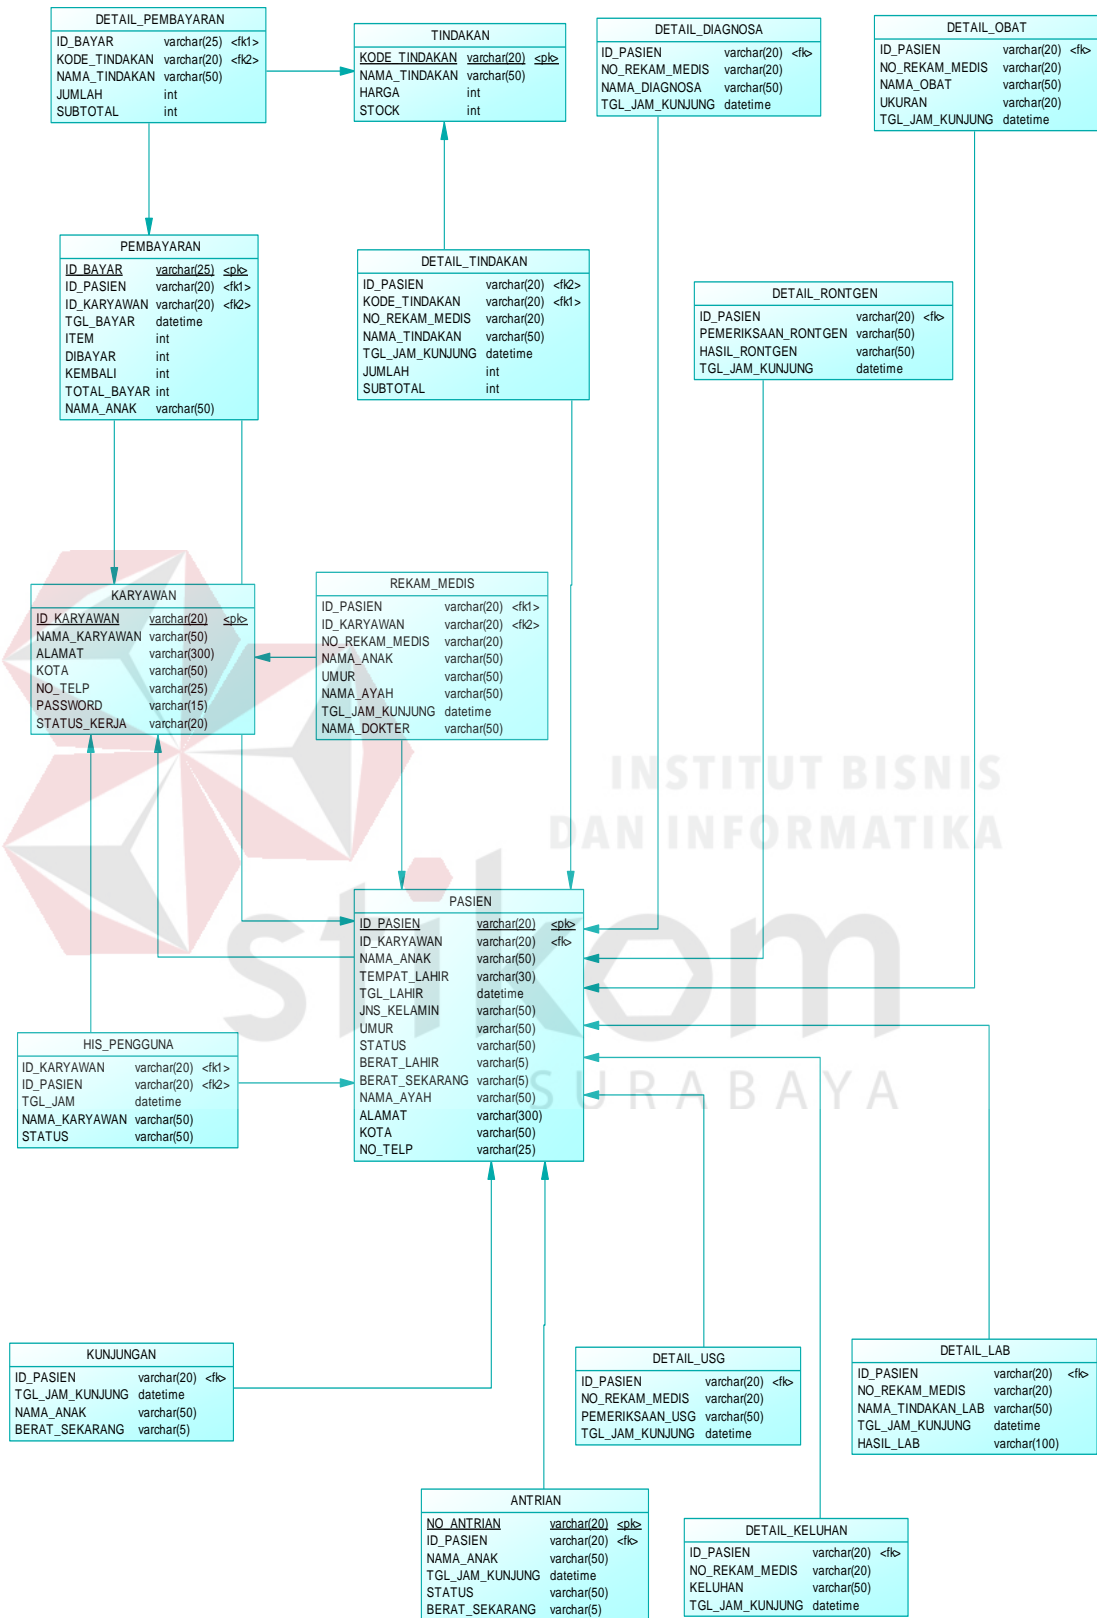 DETAIL_PEMBAYARAN
ID_BAYAR varchar(25) <fk1>
KODE_TINDAKAN varchar(20) <fk2>
NAMA_TINDAKAN varchar(50)
JUMLAH int
SUBTOTAL int
TINDAKAN
KODE_TINDAKAN varchar(20) <pk>
NAMA_TINDAKAN varchar(50)
HARGA int
STOCK int
DETAIL_DIAGNOSA
ID_PASIEN varchar(20) <fk>
NO_REKAM_MEDIS varchar(20)
NAMA_DIAGNOSA varchar(50)
TGL_JAM_KUNJUNG datetime
DETAIL_OBAT
ID_PASIEN varchar(20) <fk>
NO_REKAM_MEDIS varchar(20)
NAMA_OBAT varchar(50)
UKURAN varchar(20)
TGL_JAM_KUNJUNG datetime
PEMBAYARAN
ID_BAYAR varchar(25) <pk>
ID_PASIEN varchar(20) <fk1>
ID_KARYAWAN varchar(20) <fk2>
TGL_BAYAR datetime
ITEM int
DIBAYAR int
KEMBALI int
TOTAL_BAYAR int
NAMA_ANAK varchar(50)
DETAIL_TINDAKAN
ID_PASIEN varchar(20) <fk2>
KODE_TINDAKAN varchar(20) <fk1>
NO_REKAM_MEDIS varchar(20)
NAMA_TINDAKAN varchar(50)
TGL_JAM_KUNJUNG datetime
JUMLAH int
SUBTOTAL int
DETAIL_RONTGEN
ID_PASIEN varchar(20) <fk>
PEMERIKSAAN_RONTGEN varchar(50)
HASIL_RONTGEN varchar(50)
TGL_JAM_KUNJUNG datetime
KARYAWAN
ID_KARYAWAN varchar(20) <pk>
NAMA_KARYAWAN varchar(50)
ALAMAT varchar(300)
KOTA varchar(50)
NO_TELP varchar(25)
PASSWORD varchar(15)
STATUS_KERJA varchar(20)
REKAM_MEDIS
ID_PASIEN varchar(20) <fk1>
ID_KARYAWAN varchar(20) <fk2>
NO_REKAM_MEDIS varchar(20)
NAMA_ANAK varchar(50)
UMUR varchar(50)
NAMA_AYAH varchar(50)
TGL_JAM_KUNJUNG datetime
NAMA_DOKTER varchar(50)
INSTITUT BISNIS
DAN INFORMATIKA
stikom
SURABAYA
PASIEN
ID_PASIEN varchar(20) <pk>
ID_KARYAWAN varchar(20) <fk>
NAMA_ANAK varchar(50)
TEMPAT_LAHIR varchar(30)
TGL_LAHIR datetime
JNS_KELAMIN varchar(50)
UMUR varchar(50)
STATUS varchar(50)
BERAT_LAHIR varchar(5)
BERAT_SEKARANG varchar(5)
NAMA_AYAH varchar(50)
ALAMAT varchar(300)
KOTA varchar(50)
NO_TELP varchar(25)
HIS_PENGGUNA
ID_KARYAWAN varchar(20) <fk1>
ID_PASIEN varchar(20) <fk2>
TGL_JAM datetime
NAMA_KARYAWAN varchar(50)
STATUS varchar(50)
KUNJUNGAN
ID_PASIEN varchar(20) <fk>
TGL_JAM_KUNJUNG datetime
NAMA_ANAK varchar(50)
BERAT_SEKARANG varchar(5)
DETAIL_USG
ID_PASIEN varchar(20) <fk>
NO_REKAM_MEDIS varchar(20)
PEMERIKSAAN_USG varchar(50)
TGL_JAM_KUNJUNG datetime
DETAIL_LAB
ID_PASIEN varchar(20) <fk>
NO_REKAM_MEDIS varchar(20)
NAMA_TINDAKAN_LAB varchar(50)
TGL_JAM_KUNJUNG datetime
HASIL_LAB varchar(100)
ANTRIAN
NO_ANTRIAN varchar(20) <pk>
ID_PASIEN varchar(20) <fk>
NAMA_ANAK varchar(50)
TGL_JAM_KUNJUNG datetime
STATUS varchar(50)
BERAT_SEKARANG varchar(5)
DETAIL_KELUHAN
ID_PASIEN varchar(20) <fk>
NO_REKAM_MEDIS varchar(20)
KELUHAN varchar(50)
TGL_JAM_KUNJUNG datetime